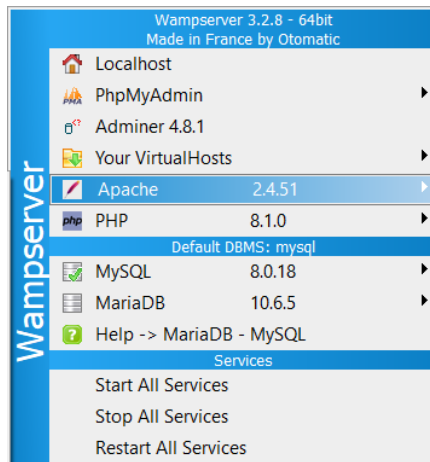 Wampserver 3.2.8 - 64bit
Made in France by Otomatic
Wampserver
Localhost
PMA PhpMyAdmin
Adminer 4.8.1
Your VirtualHosts
Apache 2.4.51
php PHP 8.1.0
Default DBMS: mysql
MySQL 8.0.18
MariaDB 10.6.5
? Help -> MariaDB - MySQL
Services
Start All Services
Stop All Services
Restart All Services